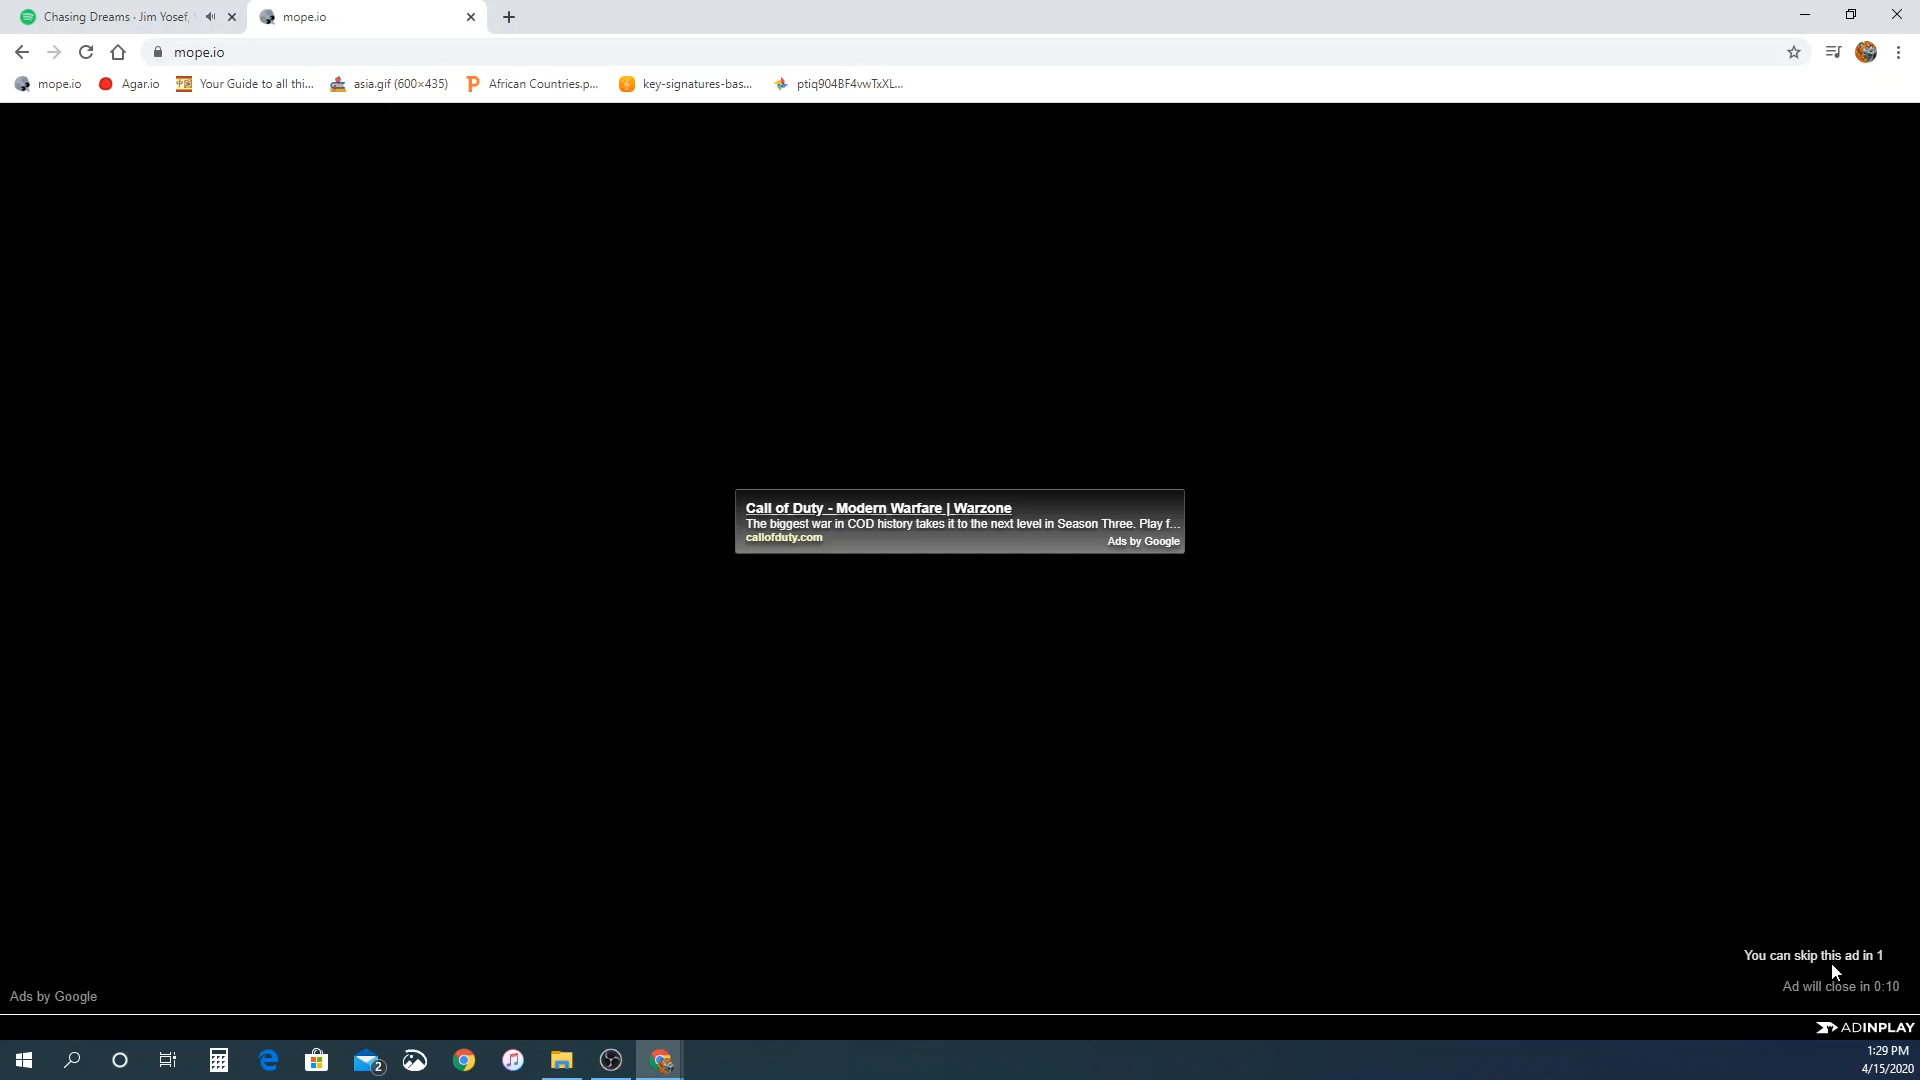 Chasing Dreams · Jim Yosef,
mope.io
mope.io
mope.io
Agar.io
Your Guide to all thi...
asia.gif (600×435)
African Countries.p...
key-signatures-bas...
ptiq904BF4vwTxXL...
Call of Duty - Modern Warfare | Warzone
The biggest war in COD history takes it to the next level in Season Three. Play f...
callofduty.com
Ads by Google
You can skip this ad in 1
Ad will close in 0:10
Ads by Google
ADINPLAY
2
1:29 PM
4/15/2020